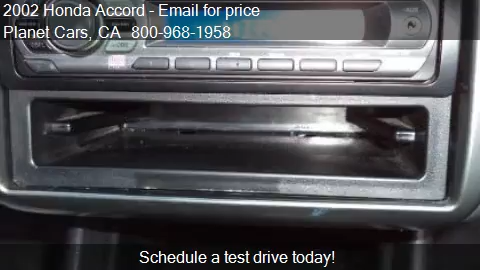 2002 Honda Accord - Email for price
Planet Cars, CA  800-968-1958
Schedule a test drive today!